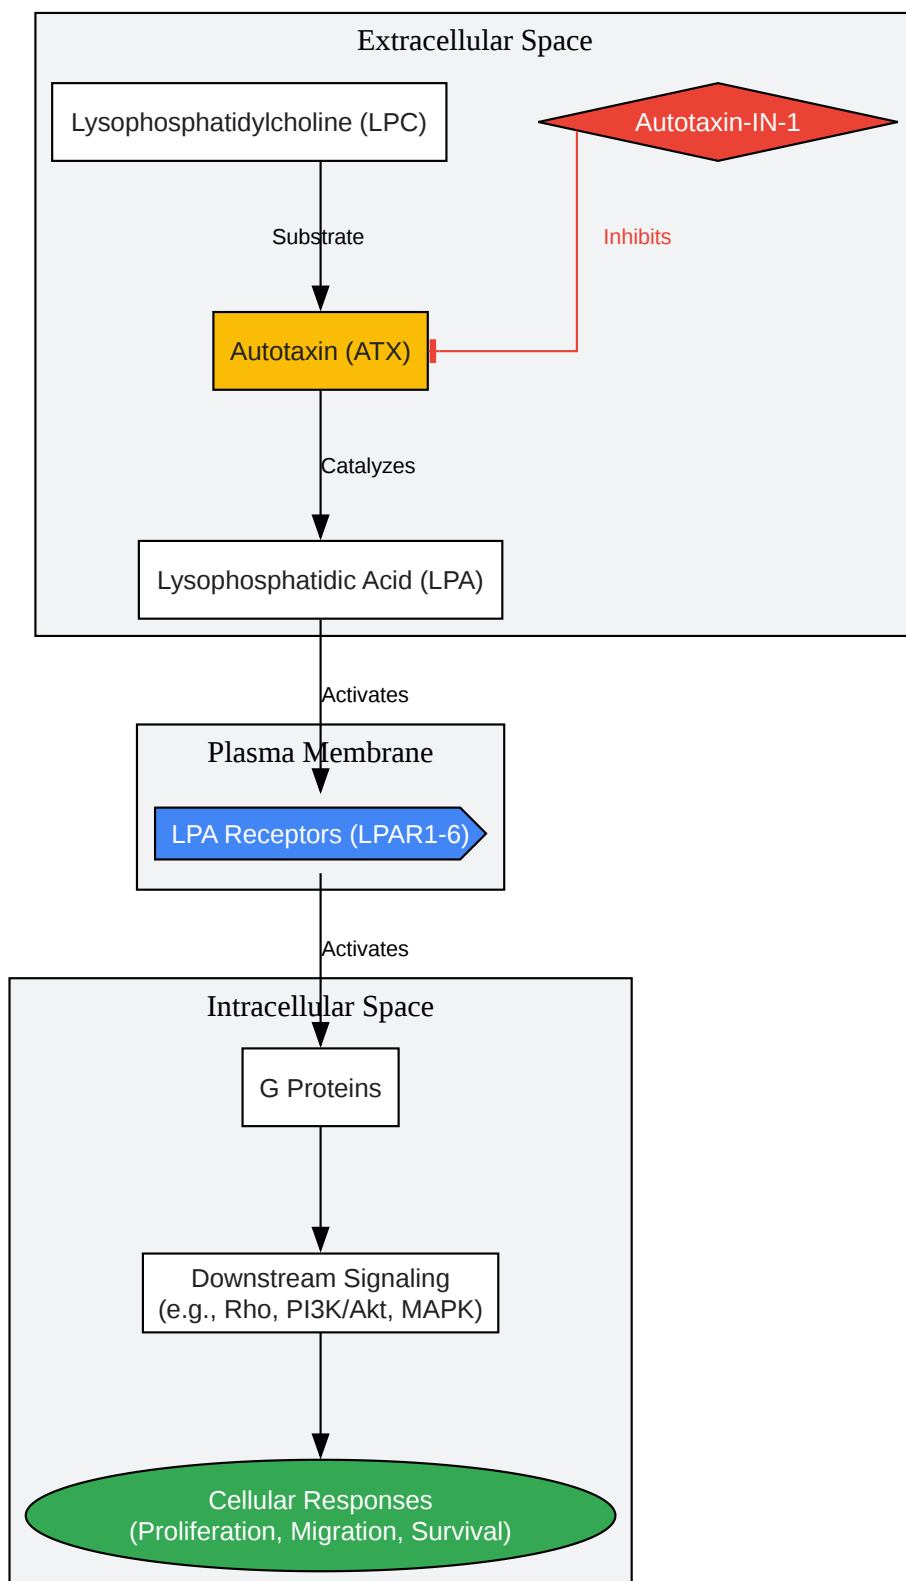 Extracellular Space
Lysophosphatidylcholine (LPC)
Autotaxin-IN-1
Substrate
Inhibits
Autotaxin (ATX)
Catalyzes
Lysophosphatidic Acid (LPA)
Activates
Plasma Membrane
LPA Receptors (LPAR1-6)
Activates
Intracellular Space
G Proteins
Downstream Signaling
(e.g., Rho, PI3K/Akt, MAPK)
Cellular Responses
(Proliferation, Migration, Survival)